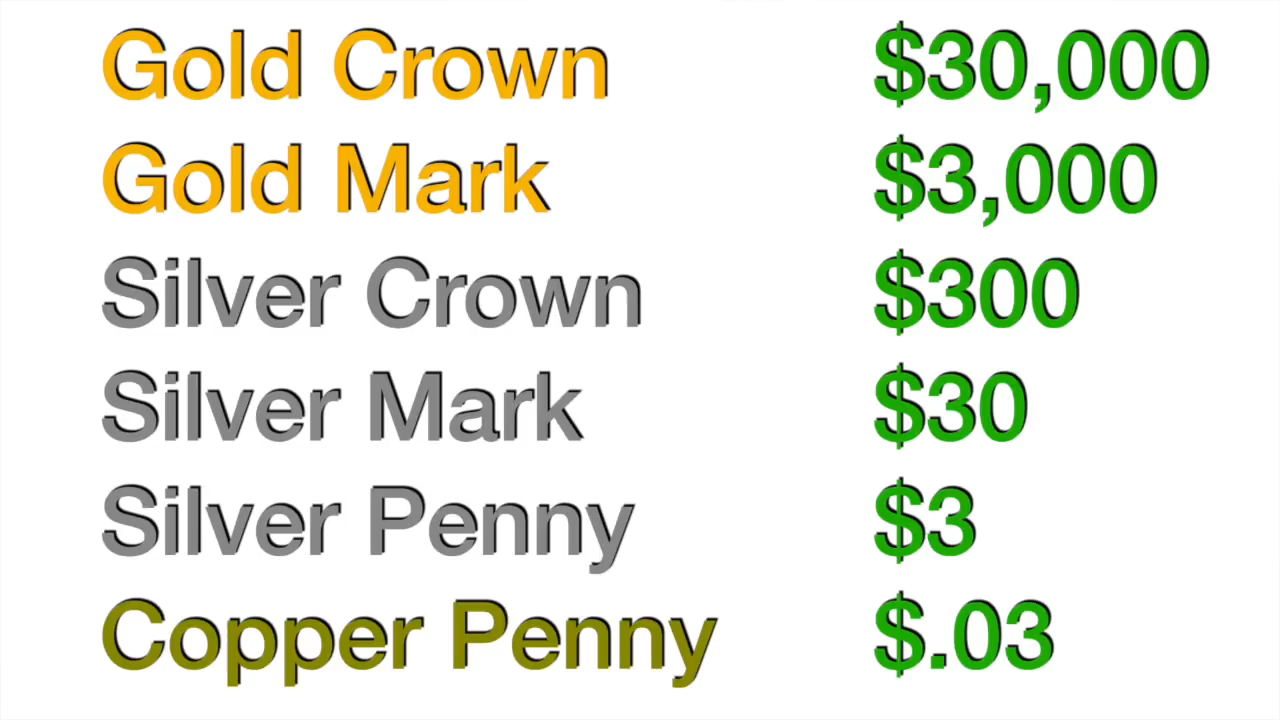 Gold Crown $30,000
Gold Mark $3,000
Silver Crown $300
Silver Mark $30
Silver Penny $3
Copper Penny $.03